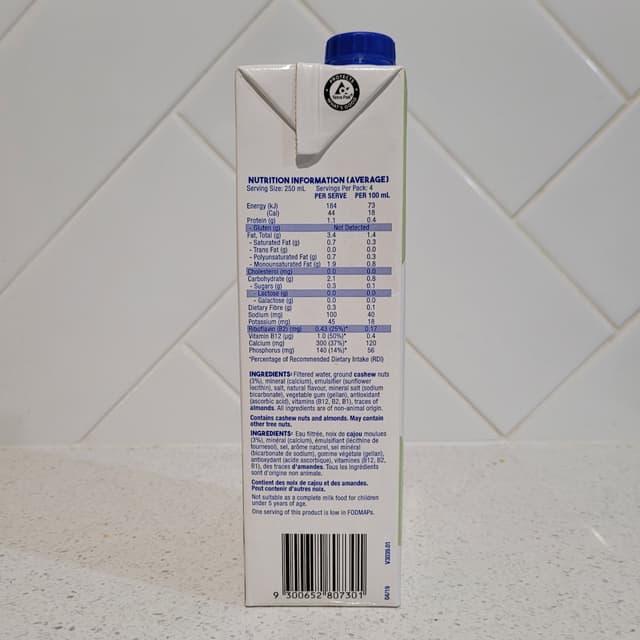 PROTECTS
Tetra Pak
WHAT'S GOOD
NUTRITION INFORMATION (AVERAGE)
Serving Size: 250 mL Servings Per Pack: 4
PER SERVE PER 100 mL
Energy (kJ) 184 73
(Cal) 44 18
Protein (g) 1.1 0.4
- Gluten (g) Not Detected
Fat, Total (g) 3.4 1.4
- Saturated Fat (g) 0.7 0.3
- Trans Fat (g) 0.0 0.0
- Polyunsaturated Fat (g) 0.7 0.3
- Monounsaturated Fat (g) 1.9 0.8
Cholesterol (mg) 0.0 0.0
Carbohydrate (g) 2.1 0.8
- Sugars (g) 0.3 0.1
- Lactose (g) 0.0 0.0
- Galactose (g) 0.0 0.0
Dietary Fibre (g) 0.3 0.1
Sodium (mg) 100 40
Potassium (mg) 45 18
Riboflavin (B2) (mg) 0.43 (25%)* 0.17
Vitamin B12 (µg) 1.0 (50%)* 0.4
Calcium (mg) 300 (37%)* 120
Phosphorus (mg) 140 (14%)* 56
*Percentage of Recommended Dietary Intake (RDI)
INGREDIENTS: Filtered water, ground cashew nuts
(3%), mineral (calcium), emulsifier (sunflower
lecithin), salt, natural flavour, mineral salt (sodium
bicarbonate), vegetable gum (gellan), antioxidant
(ascorbic acid), vitamins (B12, B2, B1), traces of
almonds. All ingredients are of non-animal origin.
Contains cashew nuts and almonds. May contain
other tree nuts.
INGRÉDIENTS: Eau filtrée, noix de cajou moulues
(3%), minéral (calcium), émulsifiant (lécithine de
tournesol), sel, arôme naturel, sel minéral
(bicarbonate de sodium), gomme végétale (gellan),
antioxydant (acide ascorbique), vitamines (B12, B2,
B1), des traces d'amandes. Tous les ingrédients
sont d'origine non animale.
Contient des noix de cajou et des amandes.
Peut contenir d'autres noix.
Not suitable as a complete milk food for children
under 5 years of age.
One serving of this product is low in FODMAPs.
9 300652 807301
V3039.01
04/19